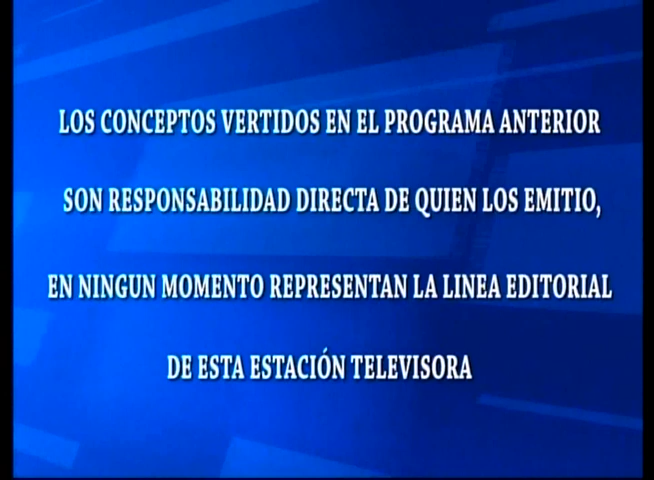 LOS CONCEPTOS VERTIDOS EN EL PROGRAMA ANTERIOR
SON RESPONSABILIDAD DIRECTA DE QUIEN LOS EMITIO,
EN NINGUN MOMENTO REPRESENTAN LA LINEA EDITORIAL
DE ESTA ESTACIÓN TELEVISORA